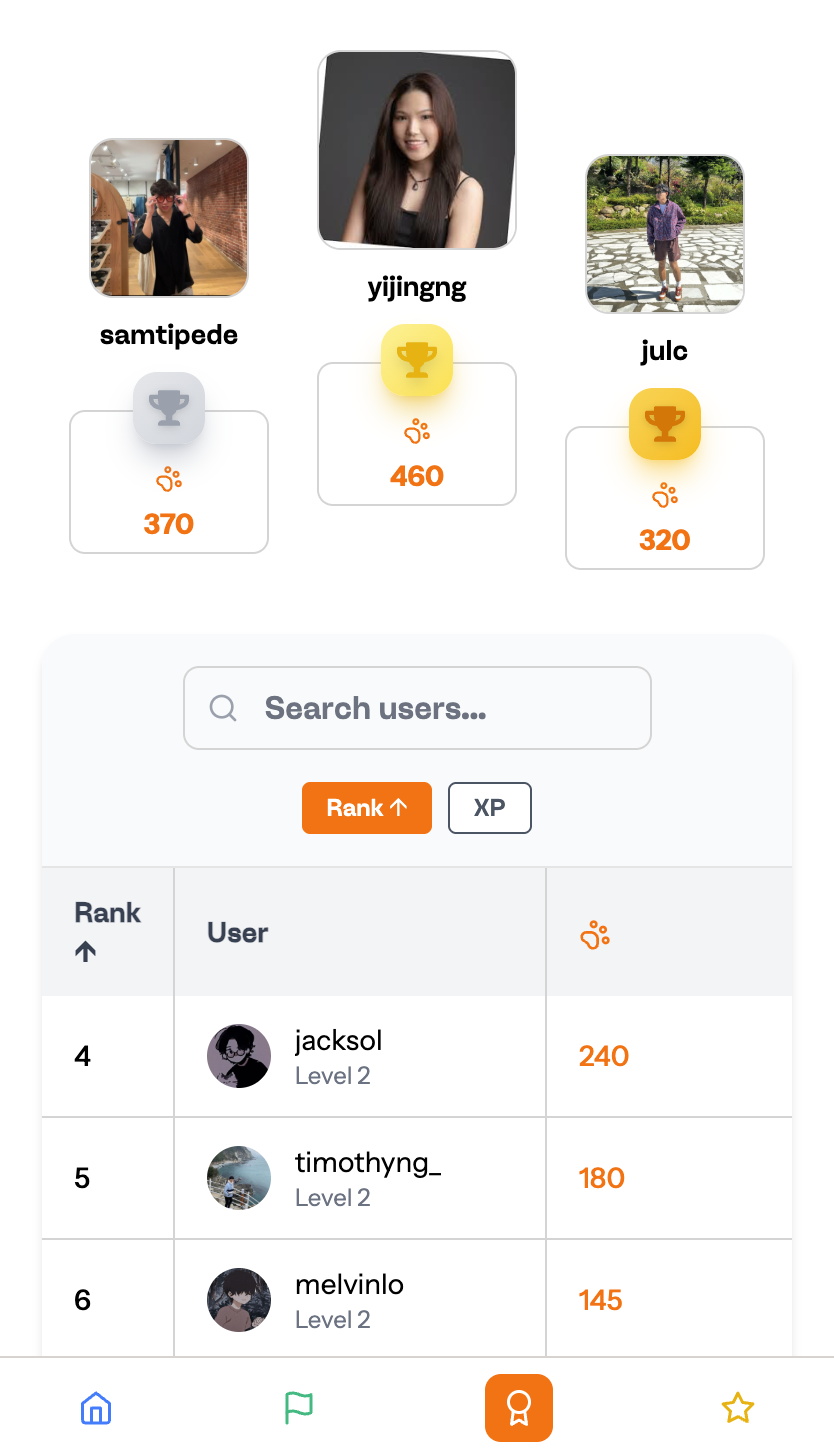 samtipede
370
yijingng
460
julc
320
Search users...
Rank ↑
XP
Rank ↑
User
4
jacksol
Level 2
240
5
timothyng_
Level 2
180
6
melvinlo
Level 2
145